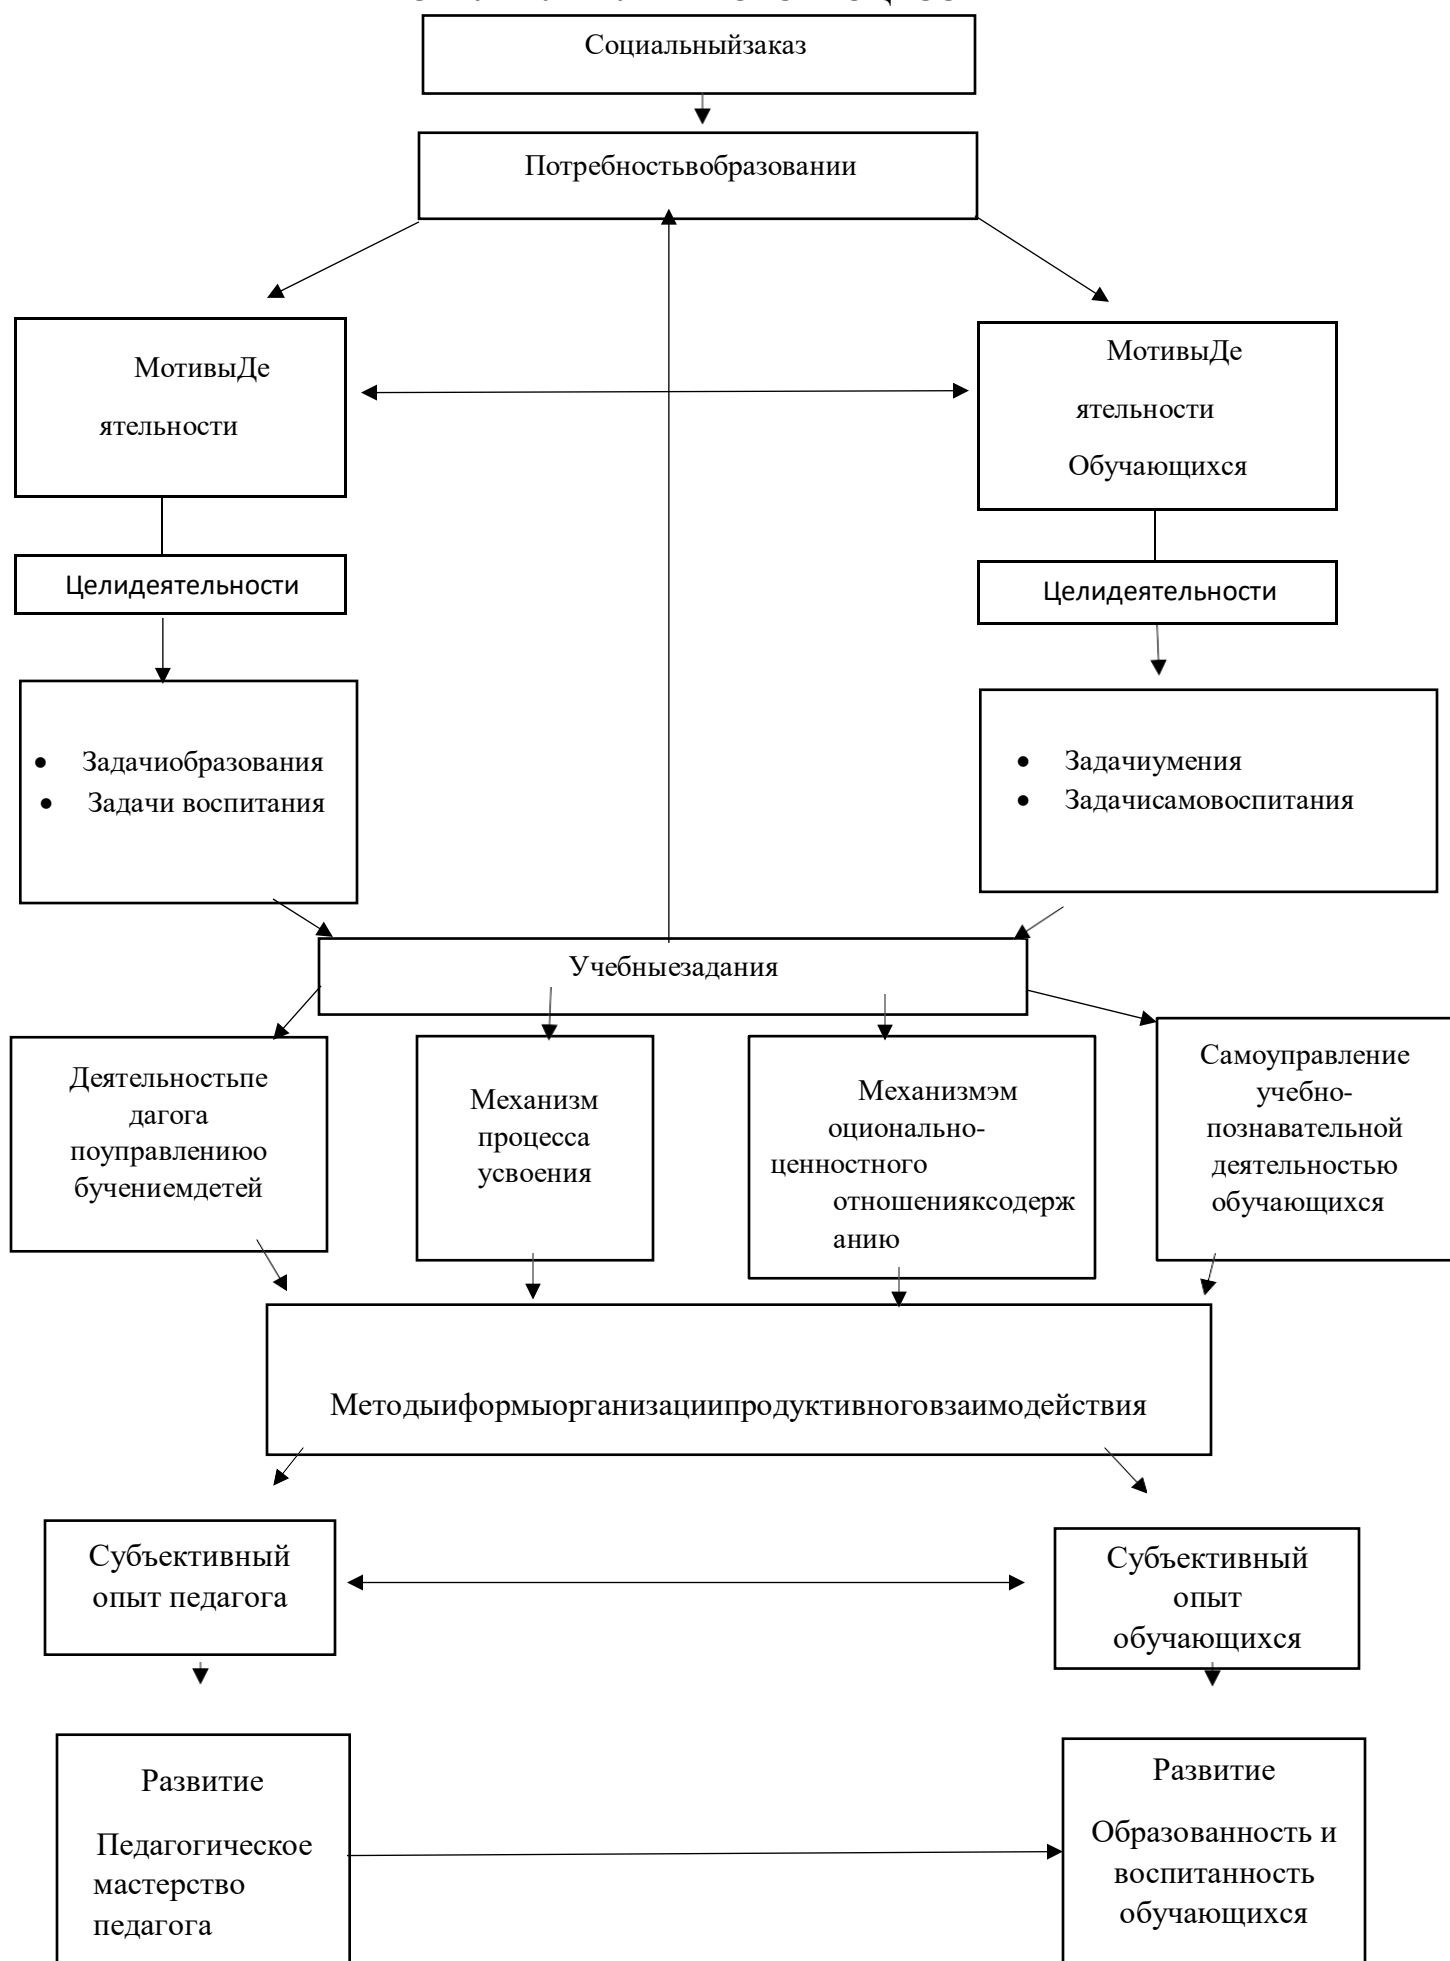 Социальныйзаказ
Потребностьвобразовании
МотивыДе
ятельности
МотивыДе
ятельности
Обучающихся
Целидеятельности
Целидеятельности
• Задачиобразования
• Задачи воспитания
• Задачиумения
• Задачисамовоспитания
Учебныезадания
Деятельностьпе
дагога
поуправлениюо
бучениемдетей
Механизм
процесса
усвоения
Механизмэм
оционально-
ценностного
отношенияксодерж
анию
Самоуправление
учебно-
познавательной
деятельностью
обучающихся
Методыиформыорганизациипродуктивноговзаимодействия
Субъективный
опыт педагога
Субъективный
опыт
обучающихся
Развитие
Педагогическое
мастерство
педагога
Развитие
Образованность и
воспитанность
обучающихся